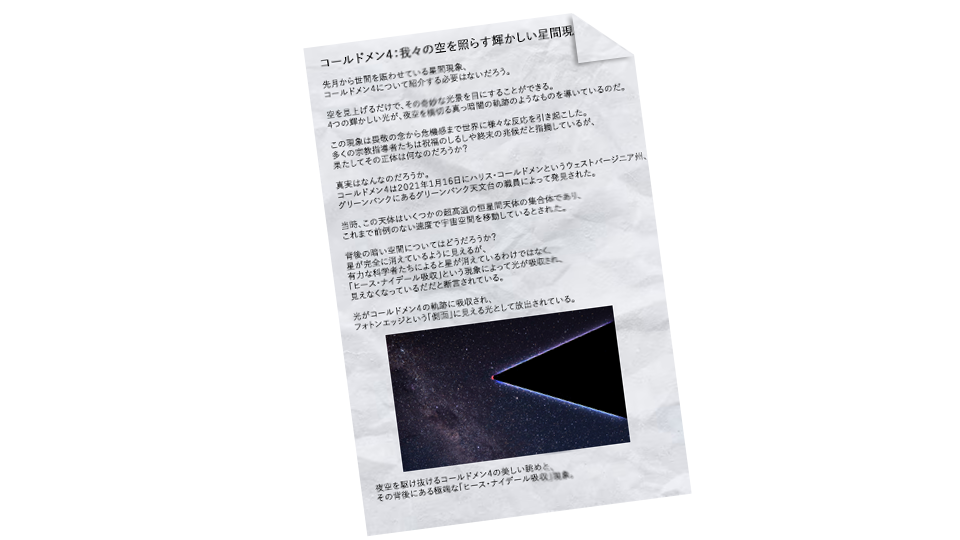 コールドメン4：我々の空を照らす輝かしい星間現
先月から世間を賑わせている星間現象、
コールドメン4について紹介する必要はないだろう。
空を見上げるだけで、その奇妙な光景を目にすることができる。
4つの輝かしい光が、夜空を横切る真っ暗闇の軌跡のようなものを導いているのだ。
この現象は畏敬の念から危機感まで世界に様々な反応を引き起こした。
多くの宗教指導者たちは祝福のしるしや終末の兆候だと指摘しているが、
果たしてその正体は何なのだろうか？
真実はなんなのだろうか。
コールドメン4は2021年1月16日にハリス・コールドメンというウェストバージニア州、
グリーンバンクにあるグリーンバンク天文台の職員によって発見された。
当時、この天体はいくつかの超高温の恒星間天体の集合体であり、
これまで前例のない速度で宇宙空間を移動しているとされた。
背後の暗い空間についてはどうだろうか？
星が完全に消えているように見えるが、
有力な科学者たちによると星が消えているわけではなく、
「ヒース・ナイデール吸収」という現象によって光が吸収され、
見えなくなっているだだと断言されている。
光がコールドメン4の軌跡に吸収され、
フォトンエッジという「側面」に見える光として放出されている。
夜空を駆け抜けるコールドメン4の美しい眺めと、
その背後にある極端な「ヒース・ナイデール吸収」現象。